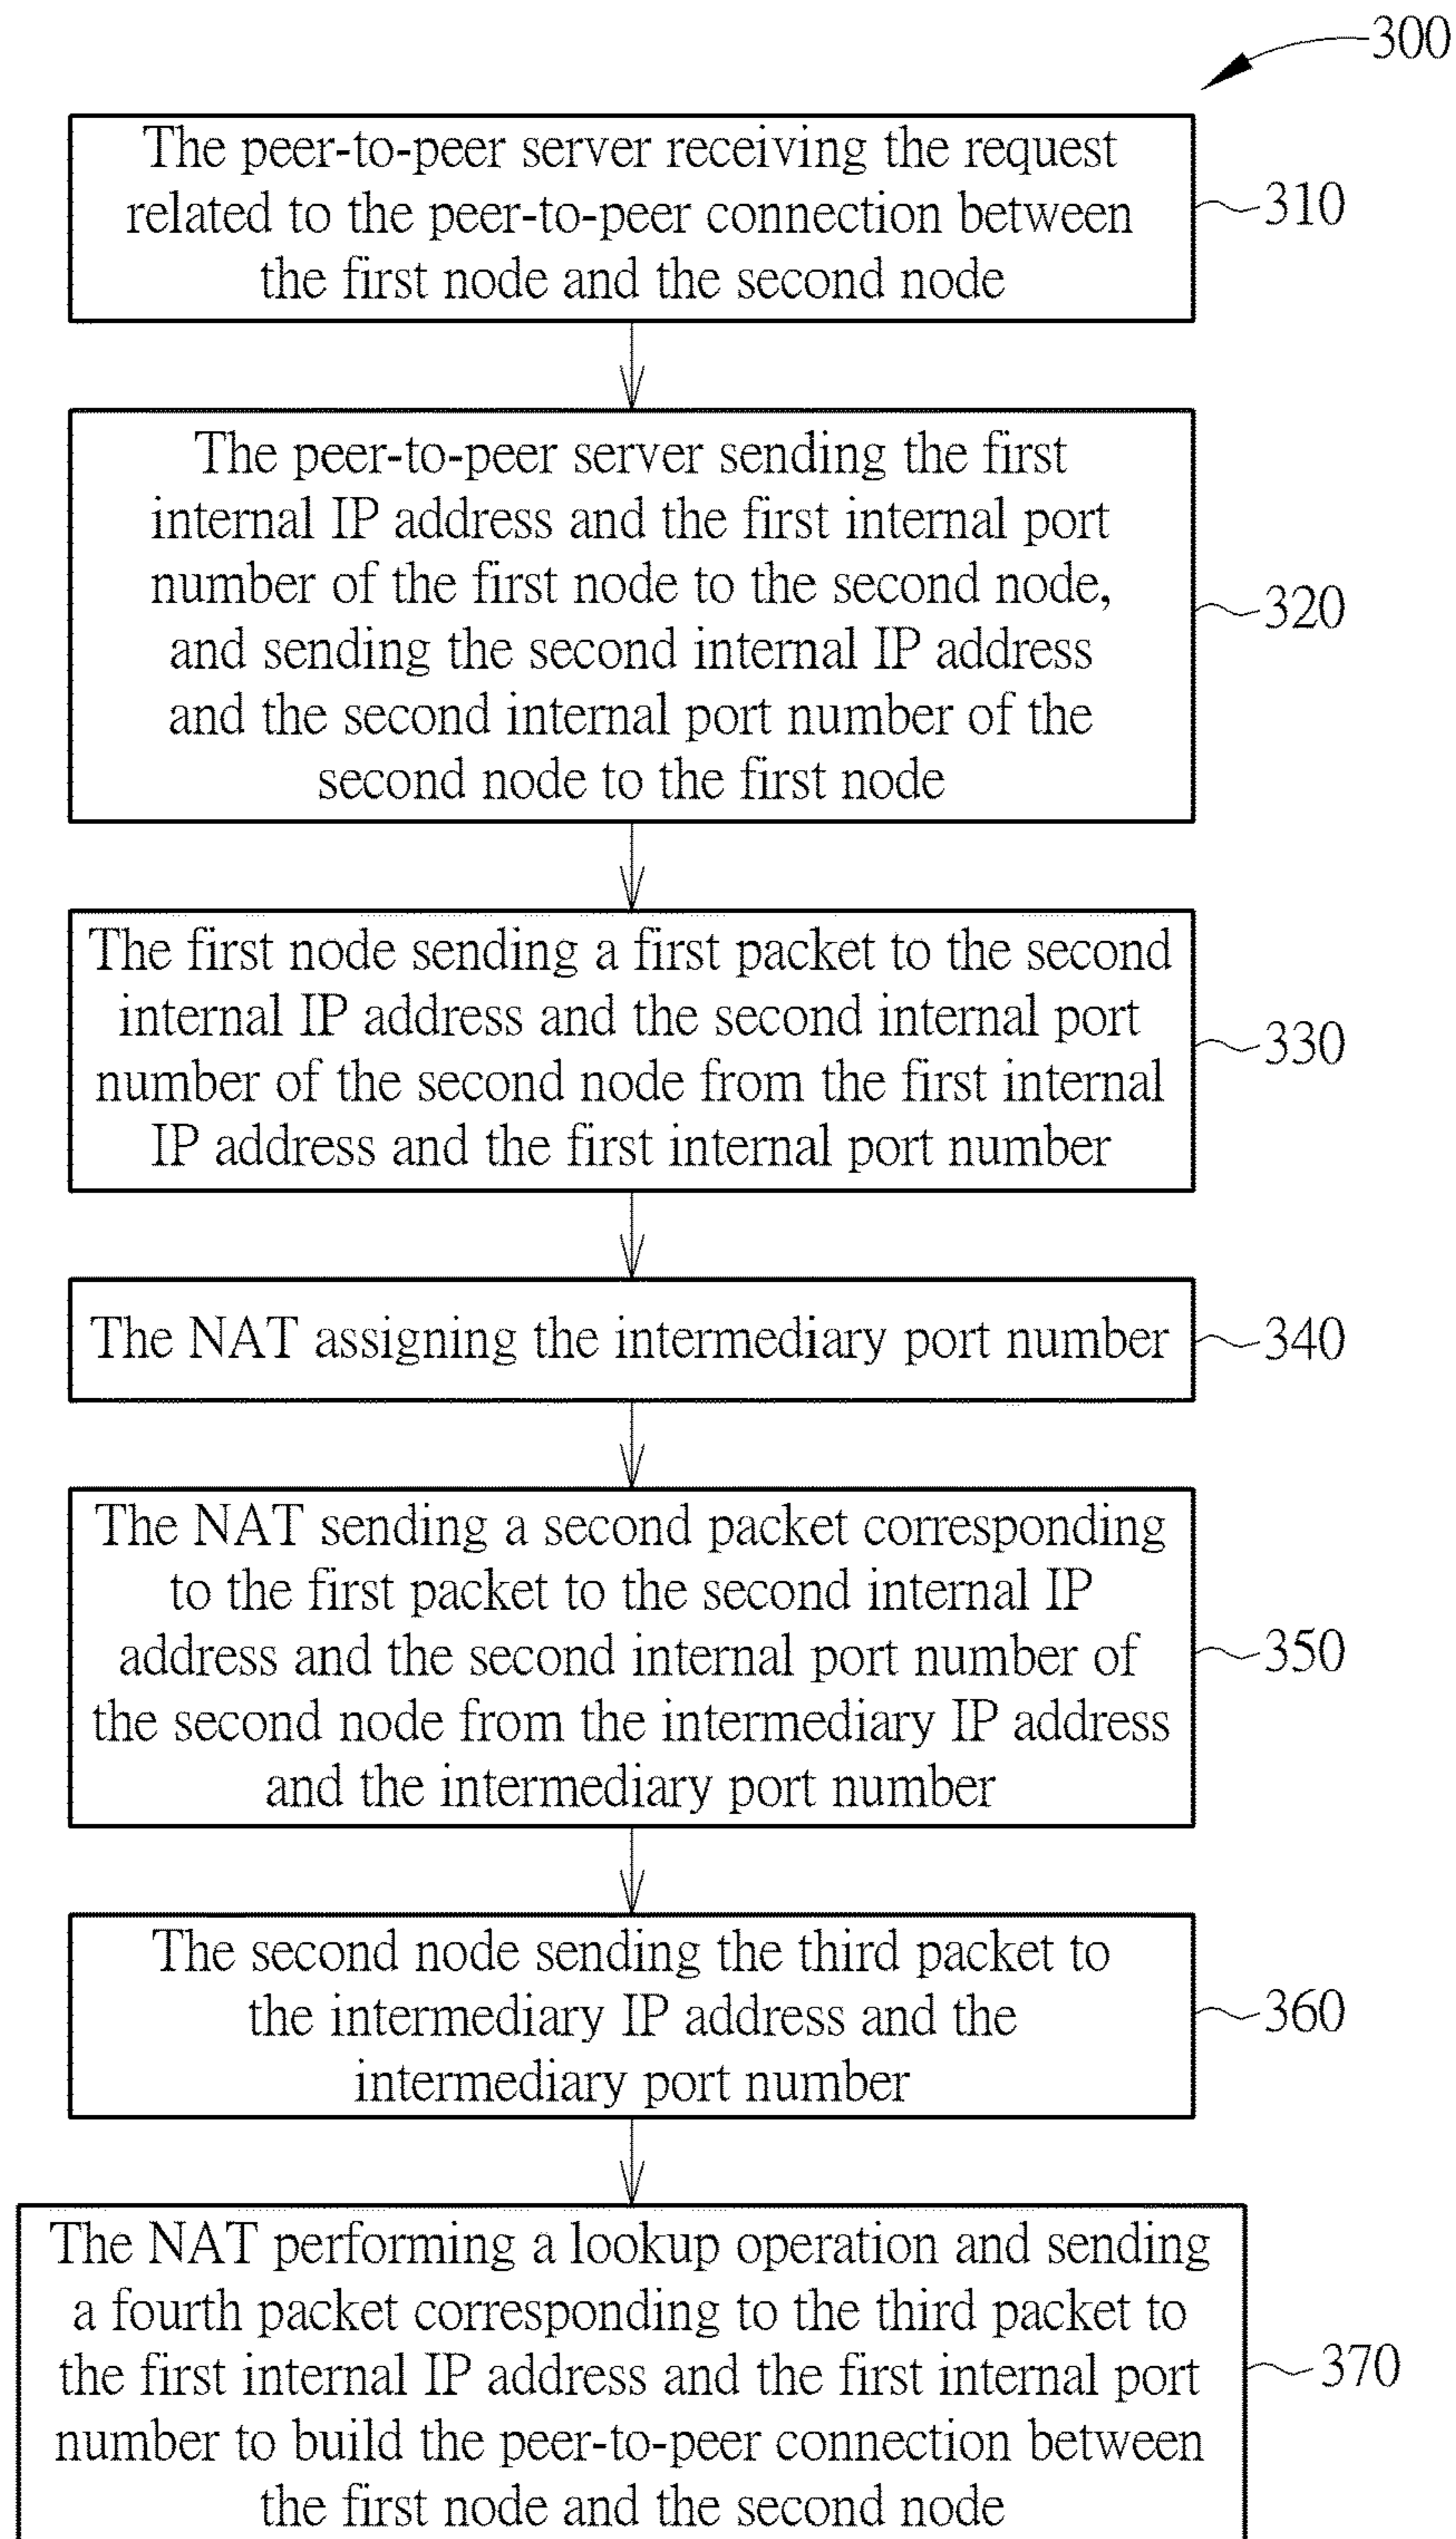 300
The peer-to-peer server receiving the request
related to the peer-to-peer connection between
the first node and the second node
310
The peer-to-peer server sending the first
internal IP address and the first internal port
number of the first node to the second node,
and sending the second internal IP address
and the second internal port number of the
second node to the first node
320
The first node sending a first packet to the second
internal IP address and the second internal port
number of the second node from the first internal
IP address and the first internal port number
330
The NAT assigning the intermediary port number
340
The NAT sending a second packet corresponding
to the first packet to the second internal IP
address and the second internal port number of
the second node from the intermediary IP address
and the intermediary port number
350
The second node sending the third packet to
the intermediary IP address and the
intermediary port number
360
The NAT performing a lookup operation and sending
a fourth packet corresponding to the third packet to
the first internal IP address and the first internal port
number to build the peer-to-peer connection between
the first node and the second node
370